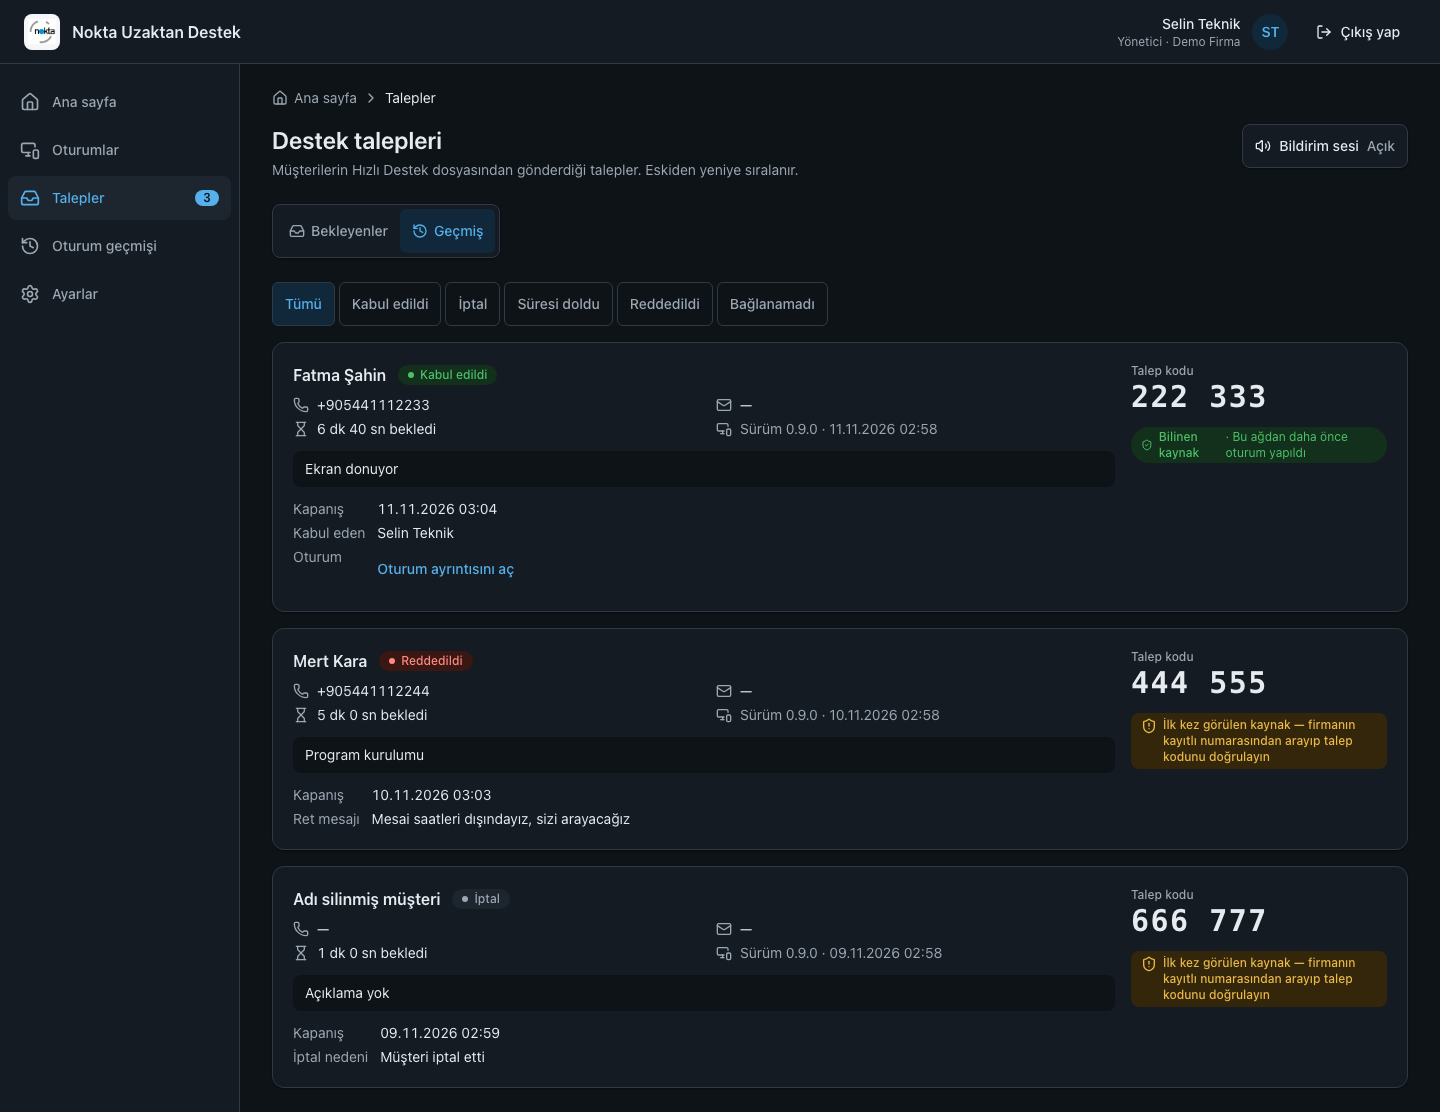 nokta
Nokta Uzaktan Destek
Selin Teknik
Yönetici · Demo Firma
ST
Çıkış yap
Ana sayfa
Oturumlar
Talepler
3
Oturum geçmişi
Ayarlar
Ana sayfa
Talepler
Destek talepleri
Müşterilerin Hızlı Destek dosyasından gönderdiği talepler. Eskiden yeniye sıralanır.
Bildirim sesi Açık
Bekleyenler
Geçmiş
Tümü
Kabul edildi
İptal
Süresi doldu
Reddedildi
Bağlanamadı
Fatma Şahin
Kabul edildi
+905441112233
—
6 dk 40 sn bekledi
Sürüm 0.9.0 · 11.11.2026 02:58
Ekran donuyor
Kapanış 11.11.2026 03:04
Kabul eden Selin Teknik
Oturum
Oturum ayrıntısını aç
Talep kodu
222 333
Bilinen kaynak
· Bu ağdan daha önce
oturum yapıldı
Mert Kara
Reddedildi
+905441112244
—
5 dk 0 sn bekledi
Sürüm 0.9.0 · 10.11.2026 02:58
Program kurulumu
Kapanış 10.11.2026 03:03
Ret mesajı Mesai saatleri dışındayız, sizi arayacağız
Talep kodu
444 555
İlk kez görülen kaynak — firmanın
kayıtlı numarasından arayıp talep
kodunu doğrulayın
Adı silinmiş müşteri
İptal
—
—
1 dk 0 sn bekledi
Sürüm 0.9.0 · 09.11.2026 02:58
Açıklama yok
Kapanış 09.11.2026 02:59
İptal nedeni Müşteri iptal etti
Talep kodu
666 777
İlk kez görülen kaynak — firmanın
kayıtlı numarasından arayıp talep
kodunu doğrulayın